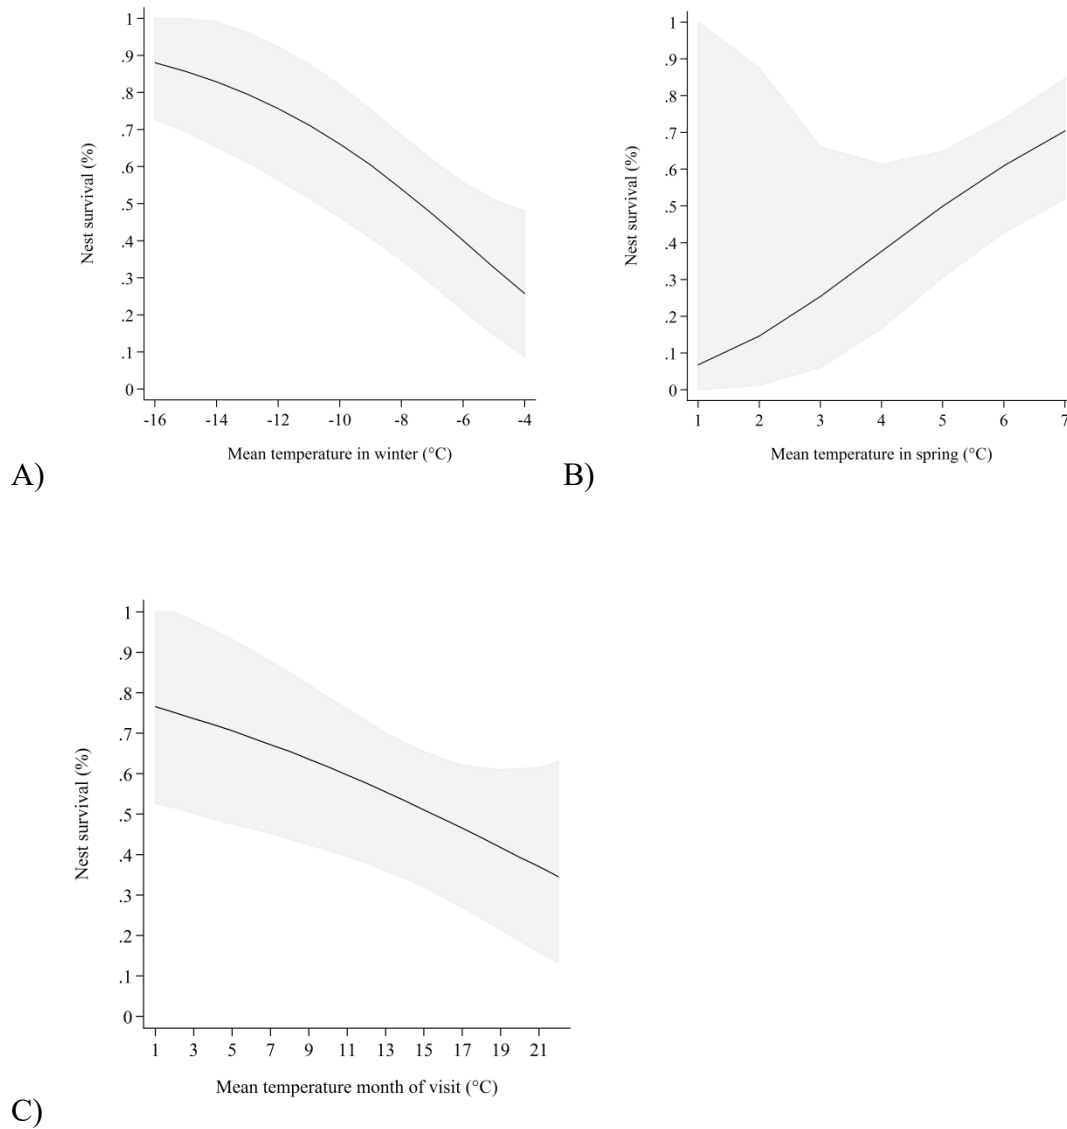 Nest survival (%)
1
.9
.8
.7
.6
.5
.4
.3
.2
.1
0
-16 -14 -12 -10 -8 -6 -4
Mean temperature in winter (°C)
A)
Nest survival (%)
1
.9
.8
.7
.6
.5
.4
.3
.2
.1
0
1 2 3 4 5 6 7
Mean temperature in spring (°C)
B)
Nest survival (%)
1
.9
.8
.7
.6
.5
.4
.3
.2
.1
0
1 3 5 7 9 11 13 15 17 19 21
Mean temperature month of visit (°C)
C)